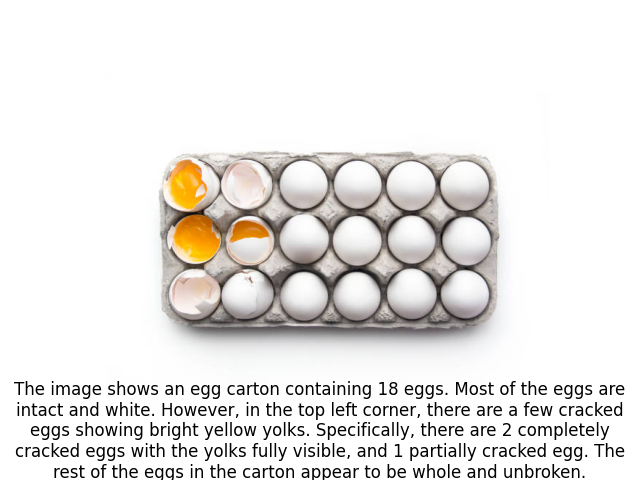 The image shows an egg carton containing 18 eggs. Most of the eggs are
intact and white. However, in the top left corner, there are a few cracked
eggs showing bright yellow yolks. Specifically, there are 2 completely
cracked eggs with the yolks fully visible, and 1 partially cracked egg. The
rest of the eggs in the carton appear to be whole and unbroken.